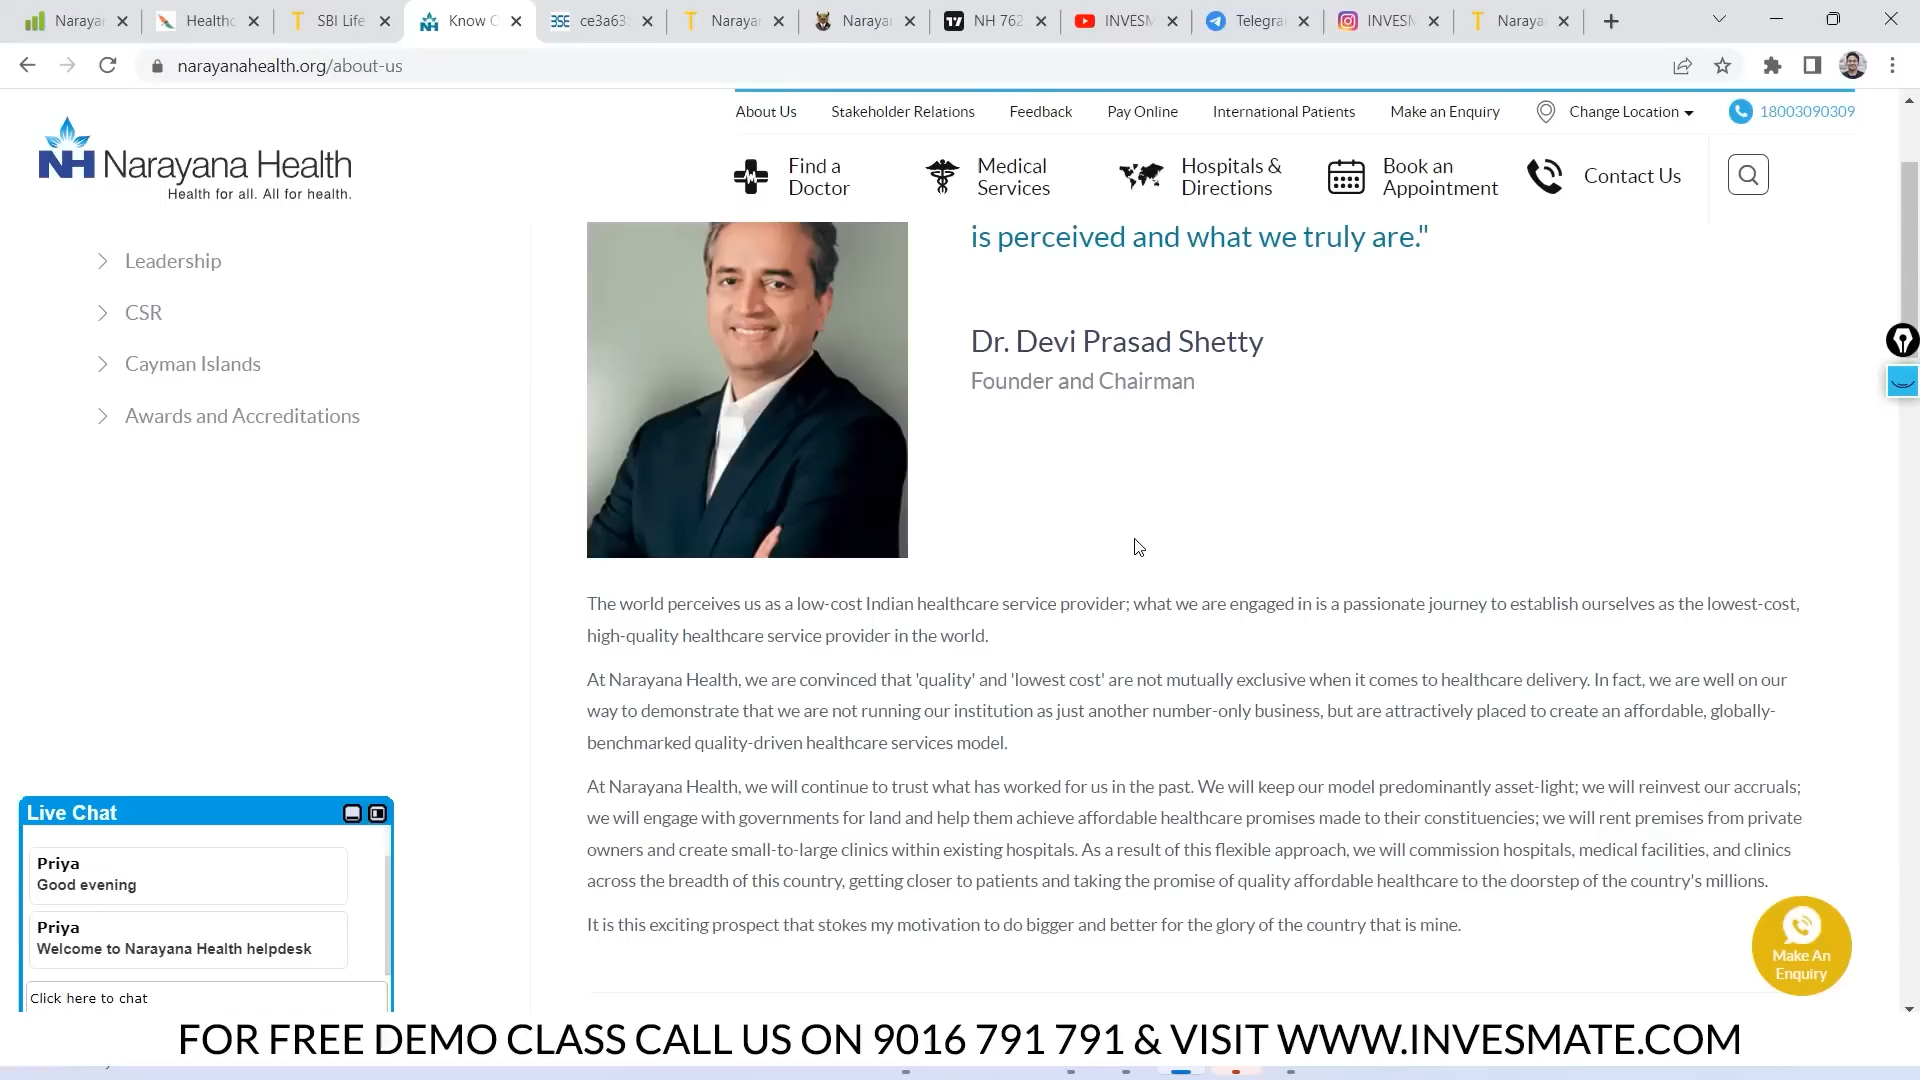 Narayan
Healthc
SBI Life
Know C
ce3a63
Narayan
Narayan
NH 762
INVESM
Telegra
INVESM
Narayan
narayanahealth.org/about-us
About Us
Stakeholder Relations
Feedback
Pay Online
International Patients
Make an Enquiry
Change Location
18003090309
NH Narayana Health
Health for all. All for health.
Find a
Doctor
Medical
Services
Hospitals &
Directions
Book an
Appointment
Contact Us
is perceived and what we truly are."
Leadership
CSR
Cayman Islands
Awards and Accreditations
Dr. Devi Prasad Shetty
Founder and Chairman
The world perceives us as a low-cost Indian healthcare service provider; what we are engaged in is a passionate journey to establish ourselves as the lowest-cost,
high-quality healthcare service provider in the world.
At Narayana Health, we are convinced that 'quality' and 'lowest cost' are not mutually exclusive when it comes to healthcare delivery. In fact, we are well on our
way to demonstrate that we are not running our institution as just another number-only business, but are attractively placed to create an affordable, globally-
benchmarked quality-driven healthcare services model.
At Narayana Health, we will continue to trust what has worked for us in the past. We will keep our model predominantly asset-light; we will reinvest our accruals;
we will engage with governments for land and help them achieve affordable healthcare promises made to their constituencies; we will rent premises from private
owners and create small-to-large clinics within existing hospitals. As a result of this flexible approach, we will commission hospitals, medical facilities, and clinics
across the breadth of this country, getting closer to patients and taking the promise of quality affordable healthcare to the doorstep of the country's millions.
It is this exciting prospect that stokes my motivation to do bigger and better for the glory of the country that is mine.
Live Chat
Priya
Good evening
Priya
Welcome to Narayana Health helpdesk
Click here to chat
Make An
Enquiry
FOR FREE DEMO CLASS CALL US ON 9016 791 791 & VISIT WWW.INVESMATE.COM